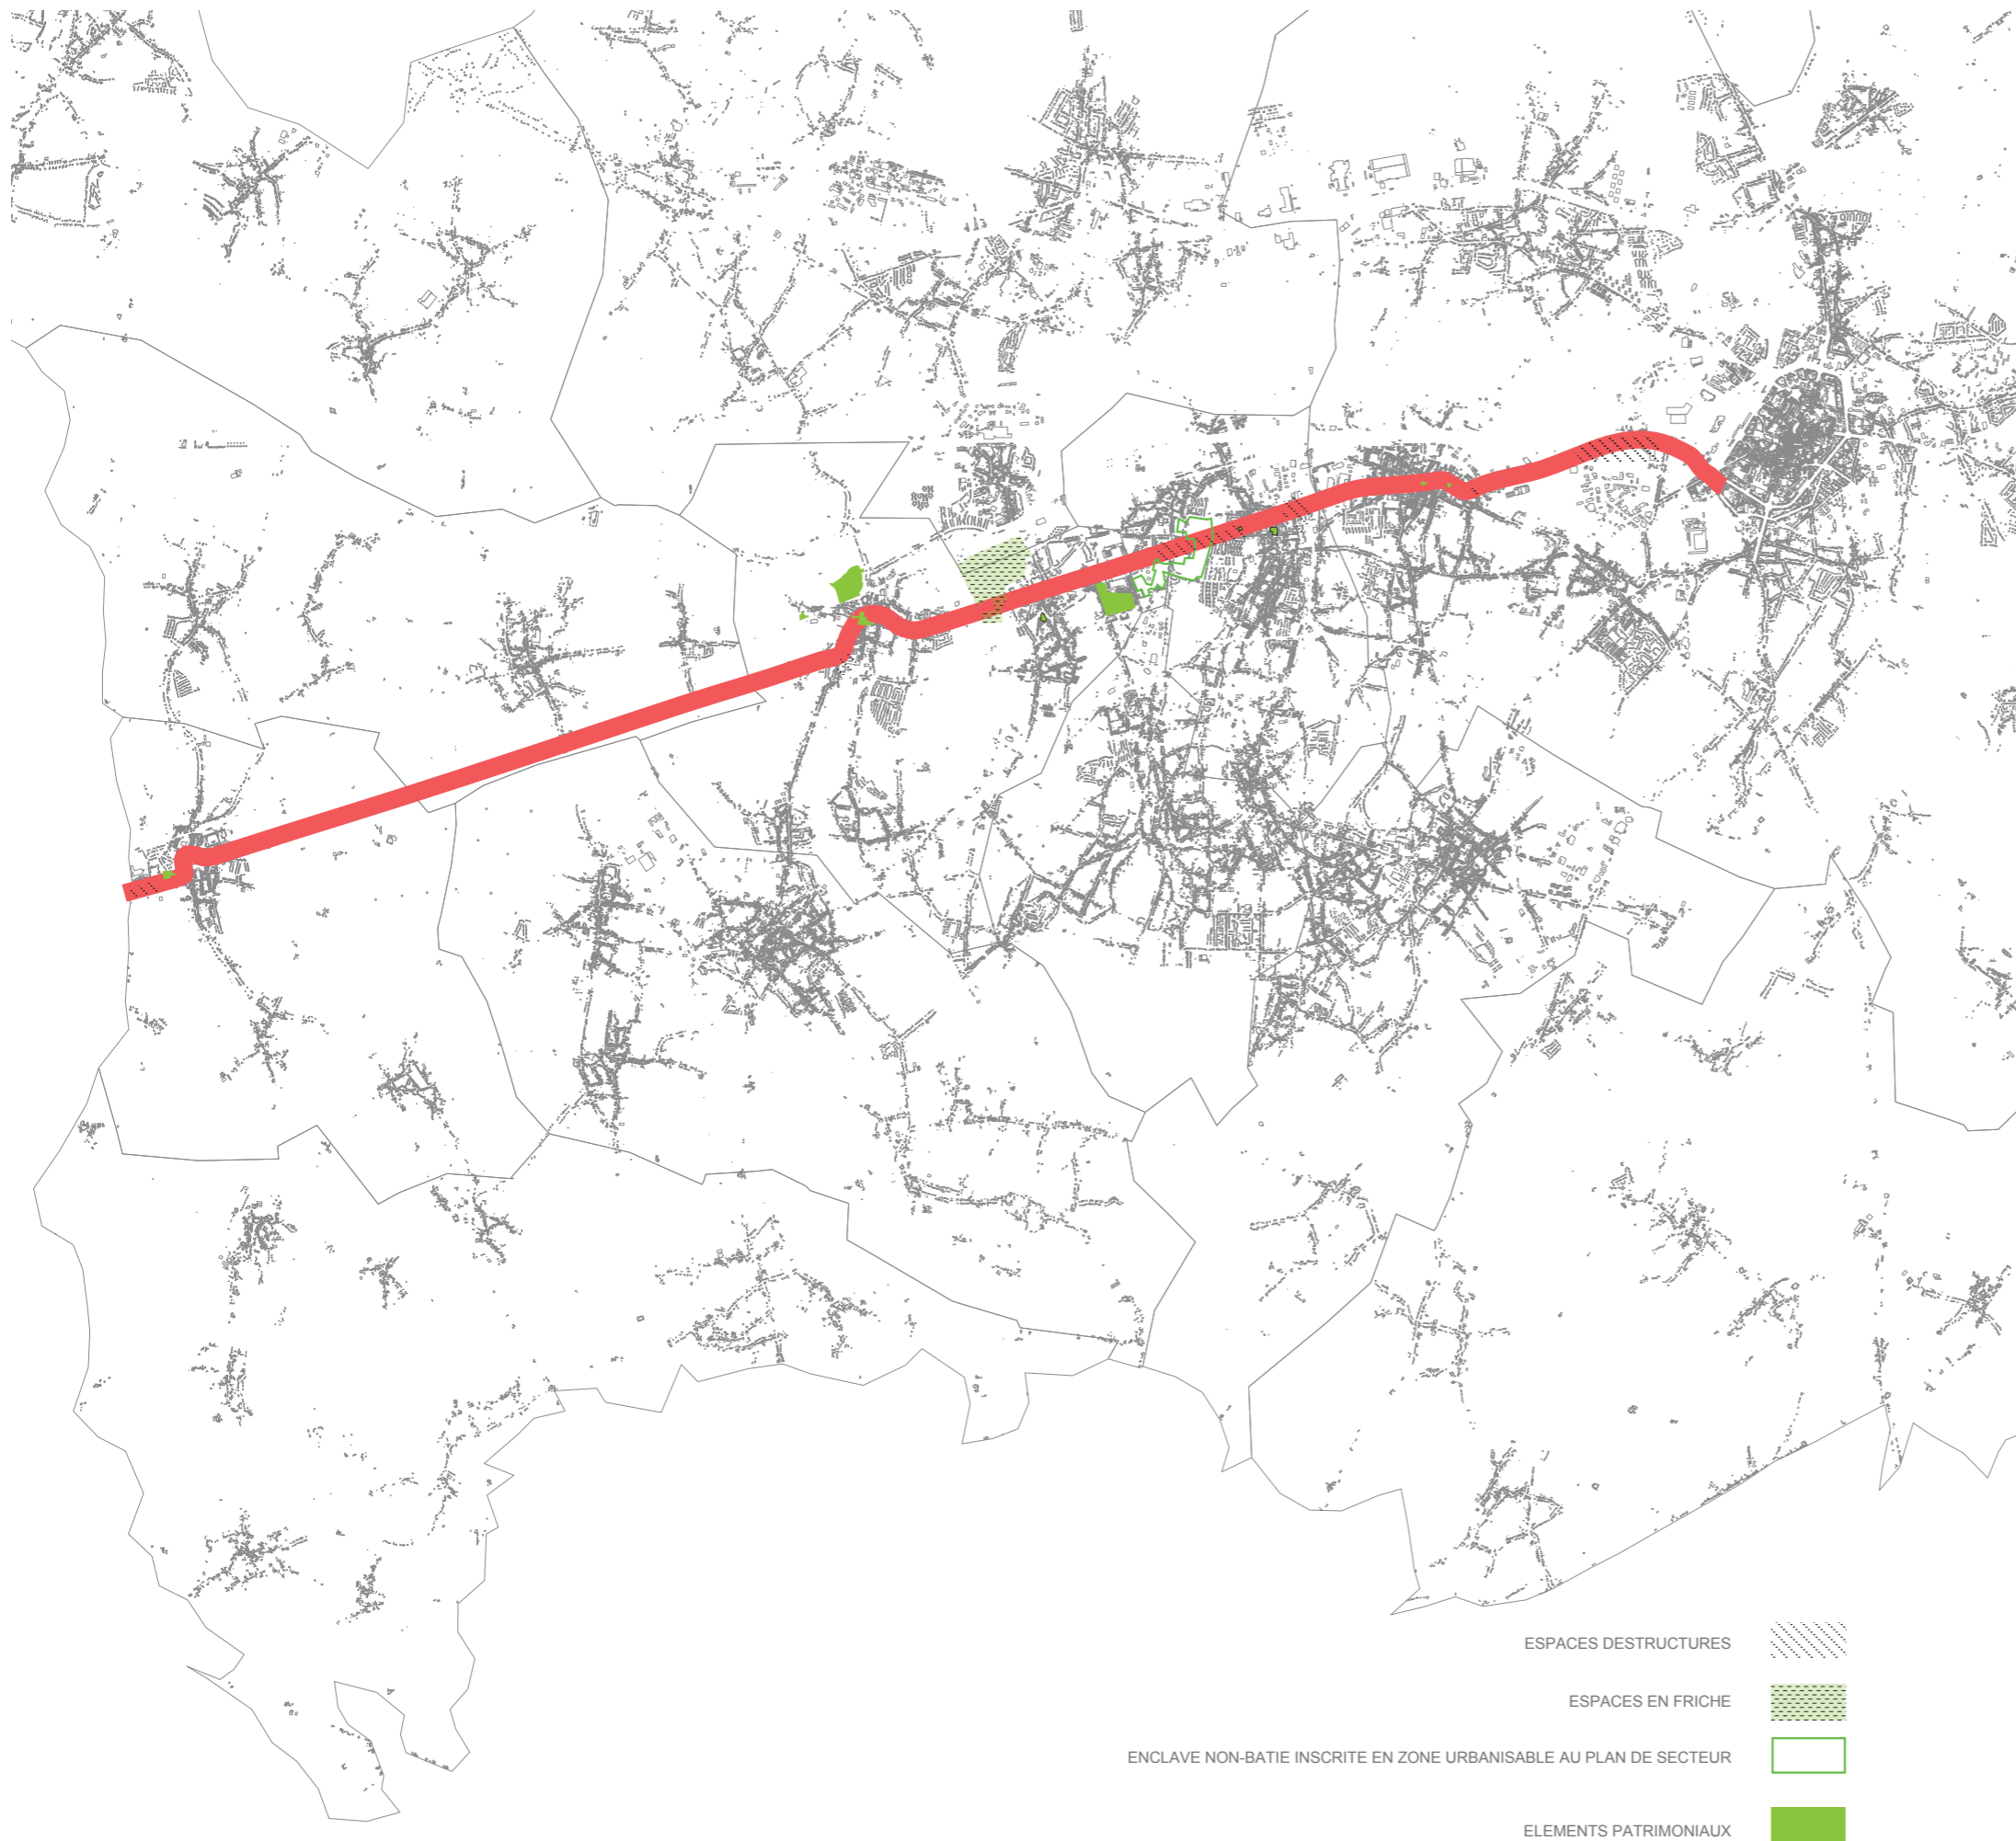 ESPACES DESTRUCTURES
ESPACES EN FRICHE
ENCLAVE NON-BATIE INSCRITE EN ZONE URBANISABLE AU PLAN DE SECTEUR
ELEMENTS PATRIMONIAUX